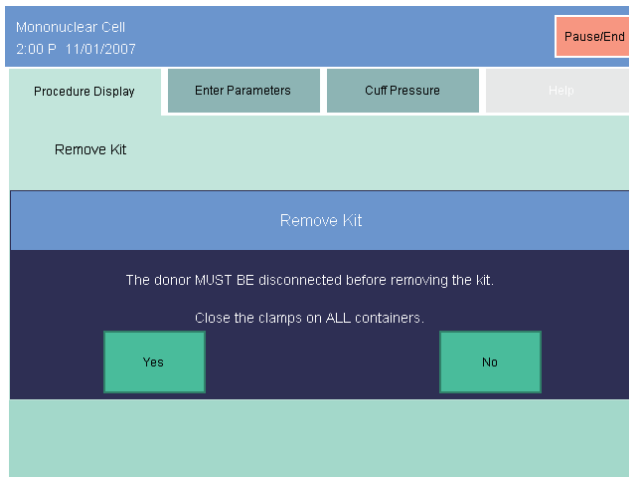 Mononuclear Cell
2:00 P 11/01/2007
Pause/End
Procedure Display
Enter Parameters
Cuff Pressure
Help
Remove Kit
Remove Kit
The donor MUST BE disconnected before removing the kit.
Close the clamps on ALL containers.
Yes
No